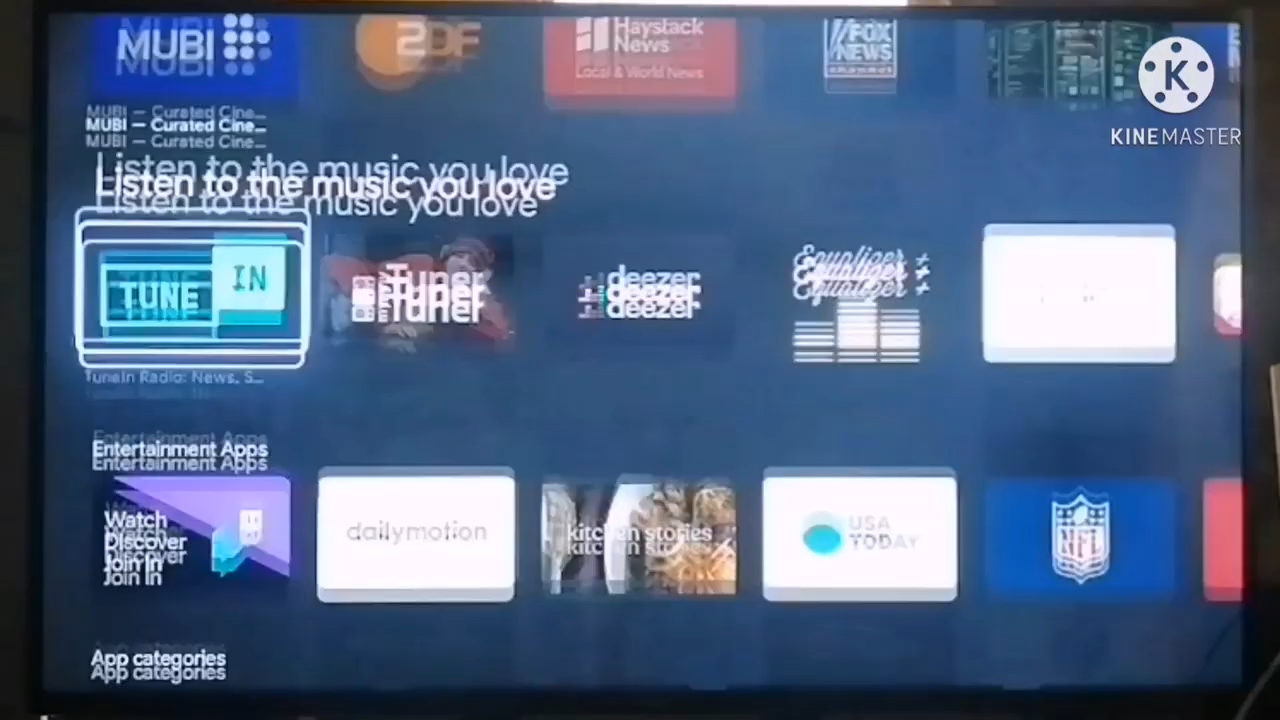 MUBI
2DF
Haystack
News
Local & World News
FOX
NEWS
channel
K
KINEMASTER
MUBI — Curated Cine...
Listen to the music you love
TUNE IN
Tuner
deezer
Equalizer +
TuneIn Radio: News, S...
Entertainment Apps
Watch
Discover
Join In
dailymotion
kitchen stories
USA
TODAY
NFL
App categories